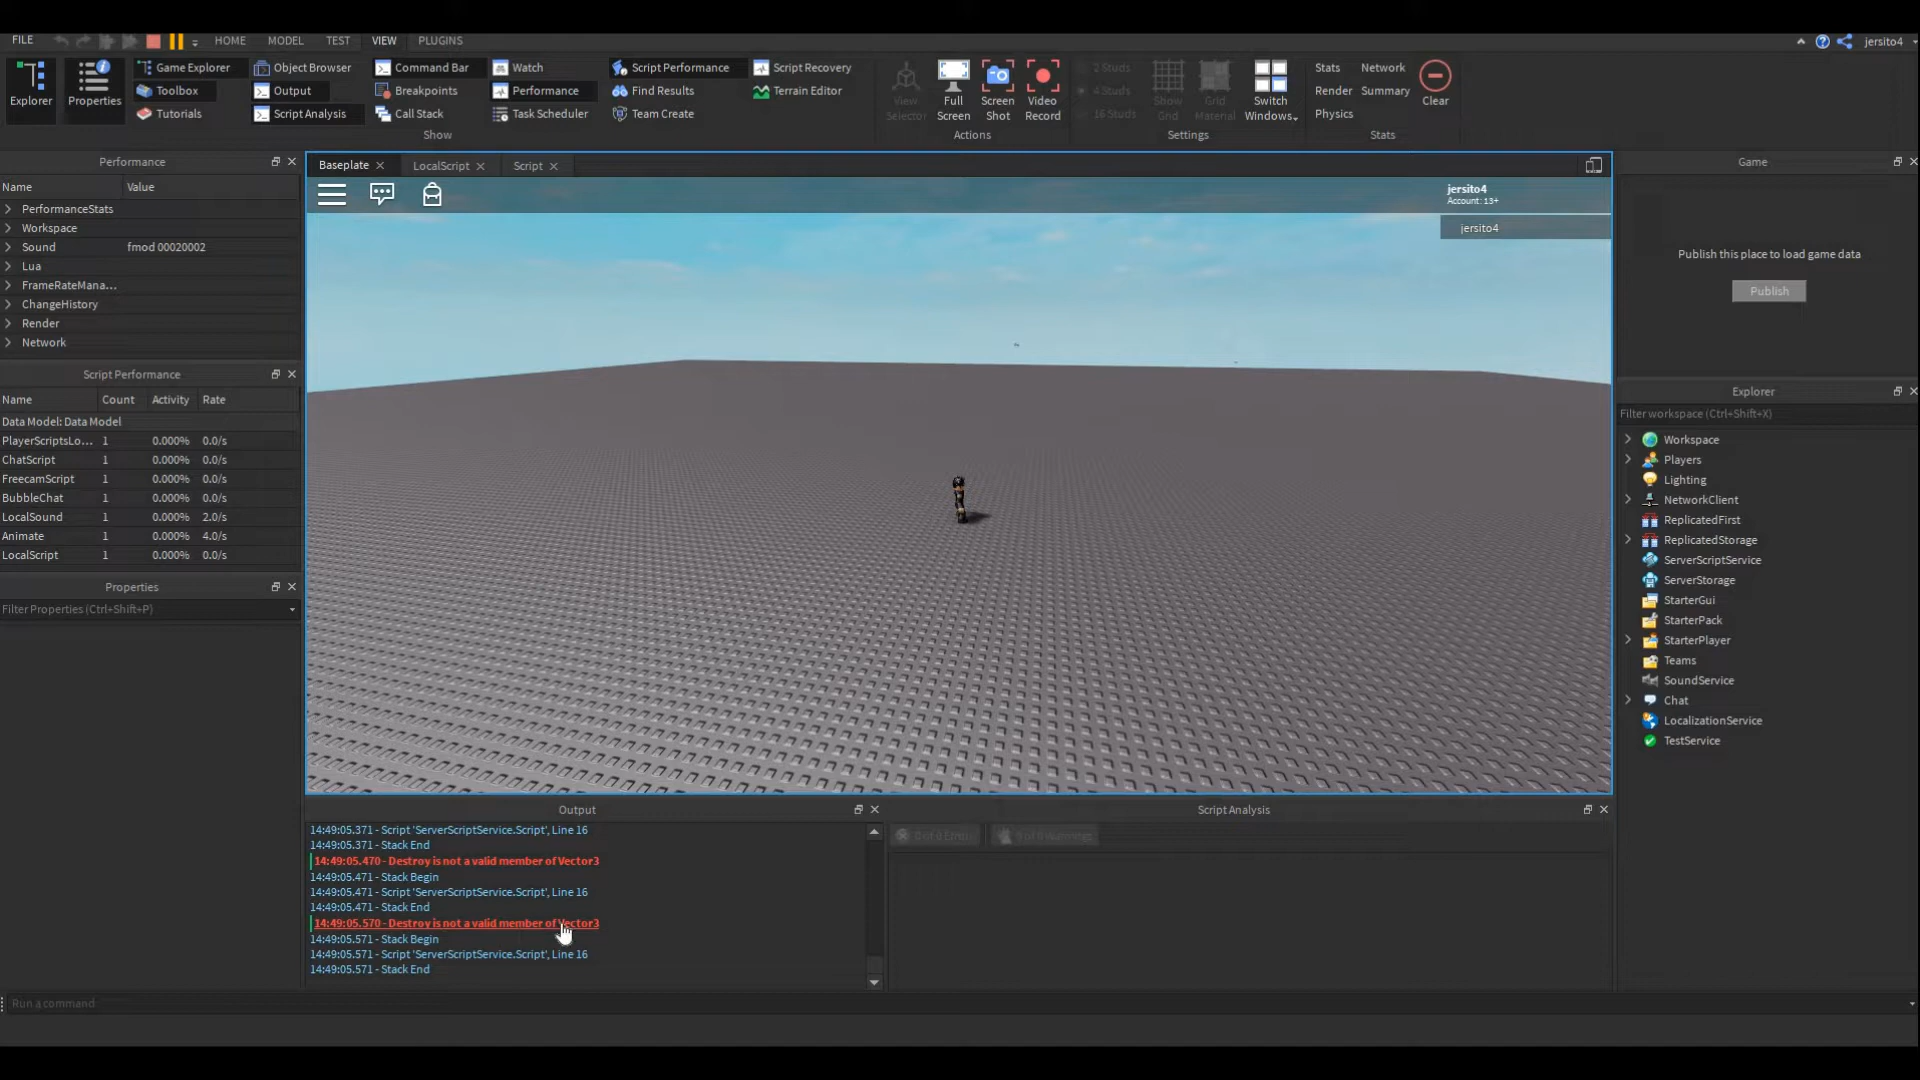 FILE HOME MODEL TEST VIEW PLUGINS jersito4
Explorer
Properties
Game Explorer Object Browser Command Bar Watch Script Performance Script Recovery
Toolbox Output Breakpoints Performance Find Results Terrain Editor
Tutorials Script Analysis Call Stack Task Scheduler Team Create
Show
View
Selector
Full
Screen
Screen
Shot
Video
Record
Actions
2 Studs
4 Studs
16 Studs
Show
Grid
Grid
Material
Switch
Windows
Settings
Stats Network
Render Summary
Physics
Clear
Stats
Performance
Name Value
PerformanceStats
Workspace
Sound fmod 00020002
Lua
FrameRateMana...
ChangeHistory
Render
Network
Script Performance
Name Count Activity Rate
Data Model: Data Model
PlayerScriptsLo... 1 0.000% 0.0/s
ChatScript 1 0.000% 0.0/s
FreecamScript 1 0.000% 0.0/s
BubbleChat 1 0.000% 0.0/s
LocalSound 1 0.000% 2.0/s
Animate 1 0.000% 4.0/s
LocalScript 1 0.000% 0.0/s
Properties
Filter Properties (Ctrl+Shift+P)
Baseplate LocalScript Script
jersito4
Account: 13+
jersito4
Output
14:49:05.371 - Script 'ServerScriptService.Script', Line 16
14:49:05.371 - Stack End
14:49:05.470 - Destroy is not a valid member of Vector3
14:49:05.471 - Stack Begin
14:49:05.471 - Script 'ServerScriptService.Script', Line 16
14:49:05.471 - Stack End
14:49:05.570 - Destroy is not a valid member of Vector3
14:49:05.571 - Stack Begin
14:49:05.571 - Script 'ServerScriptService.Script', Line 16
14:49:05.571 - Stack End
Script Analysis
Game
Publish this place to load game data
Publish
Explorer
Filter workspace (Ctrl+Shift+X)
Workspace
Players
Lighting
NetworkClient
ReplicatedFirst
ReplicatedStorage
ServerScriptService
ServerStorage
StarterGui
StarterPack
StarterPlayer
Teams
SoundService
Chat
LocalizationService
TestService
Run a command